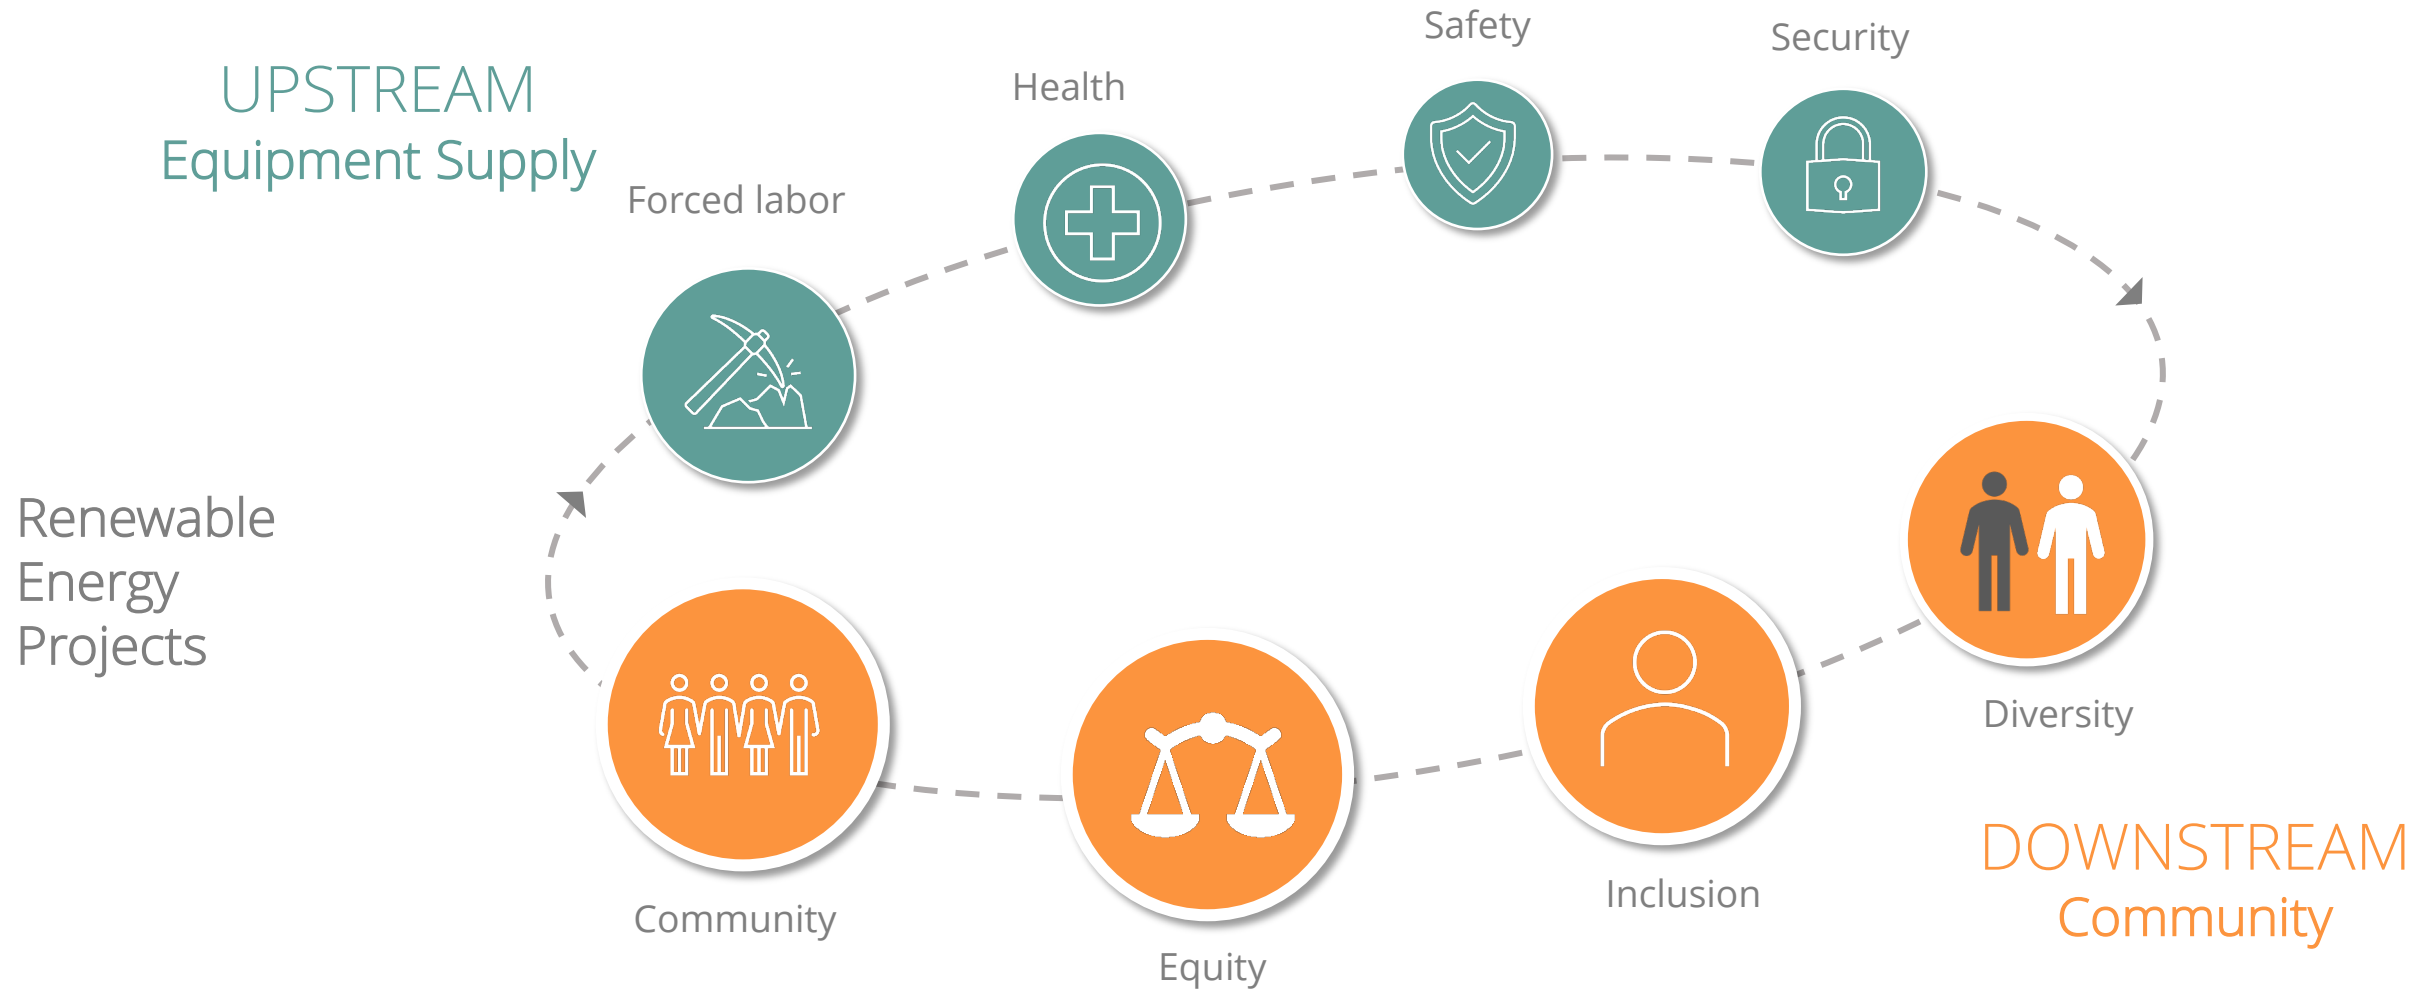 UPSTREAM
Equipment Supply
Forced labor
Health
Safety
Security
Renewable
Energy
Projects
Diversity
Inclusion
Equity
Community
DOWNSTREAM
Community